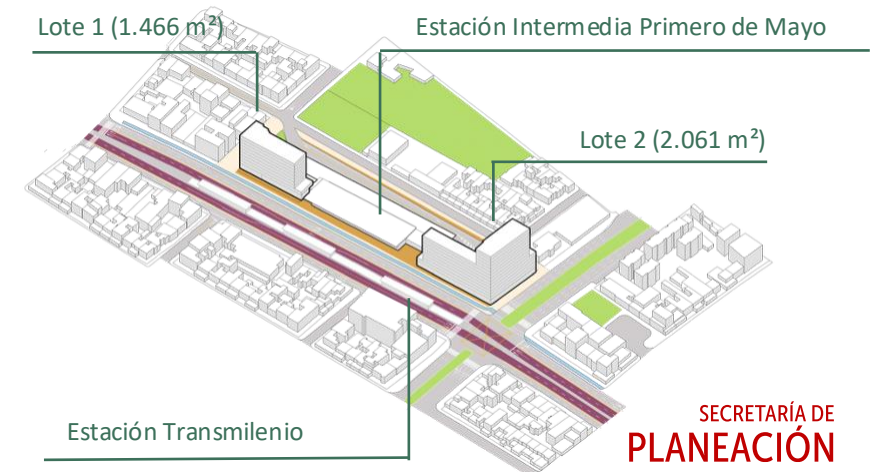 Lote 1 (1.466 m²)
Estación Intermedia Primero de Mayo
Lote 2 (2.061 m²)
Estación Transmilenio
SECRETARÍA DE
PLANEACIÓN